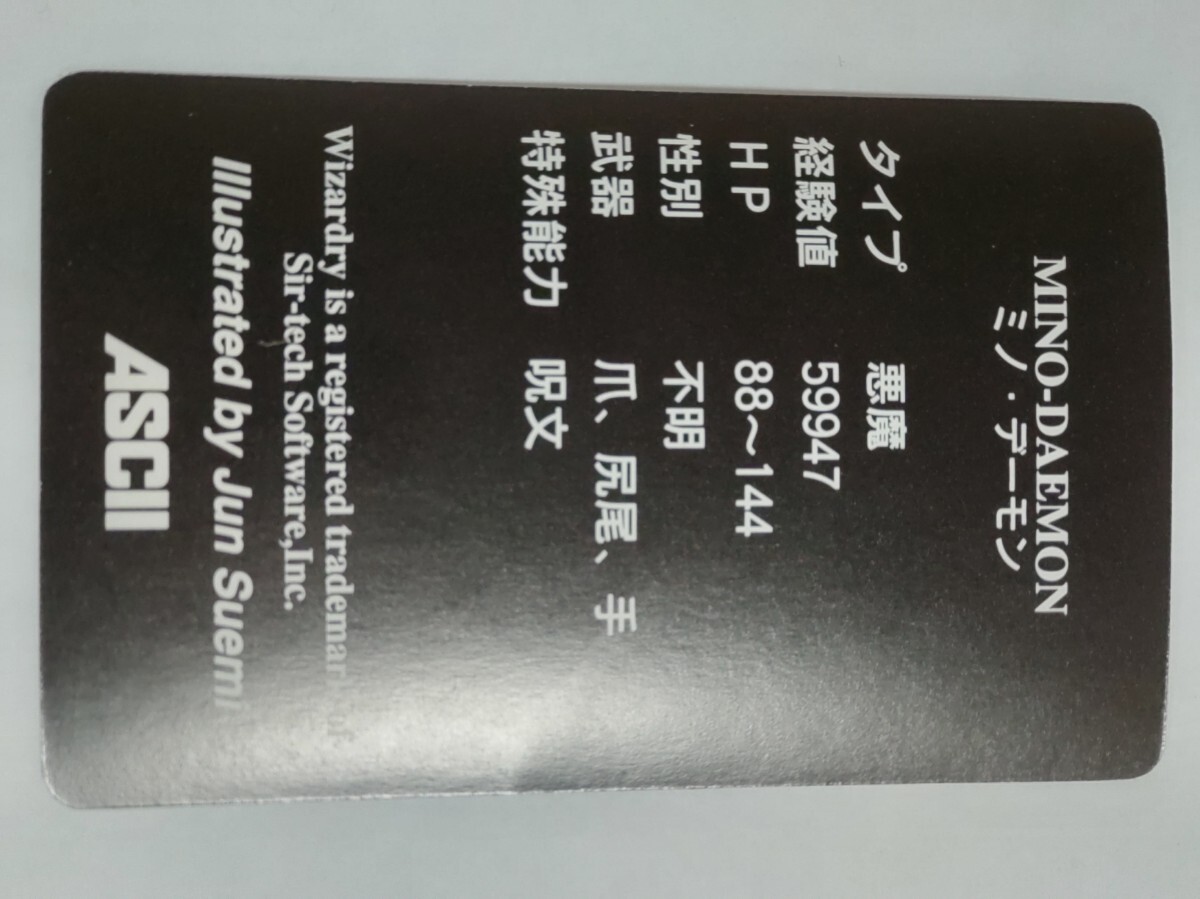 MINO-DAEMON
ミノ・デーモン
タイプ 悪魔
経験値 59947
HP 88～144
性別 不明
武器 爪、尻尾、手
特殊能力 呪文
Wizardry is a registered trademark of
Sir-tech Software,Inc.
Illustrated by Jun Suemi
ASCII